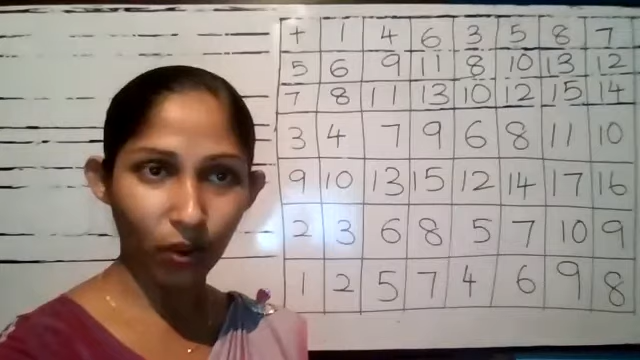 + 1 4 6 3 5 8 7
5 6 9 11 8 10 13 12
7 8 11 13 10 12 15 14
3 4 7 9 6 8 11 10
9 10 13 15 12 14 17 16
2 3 6 8 5 7 10 9
1 2 5 7 4 6 9 8